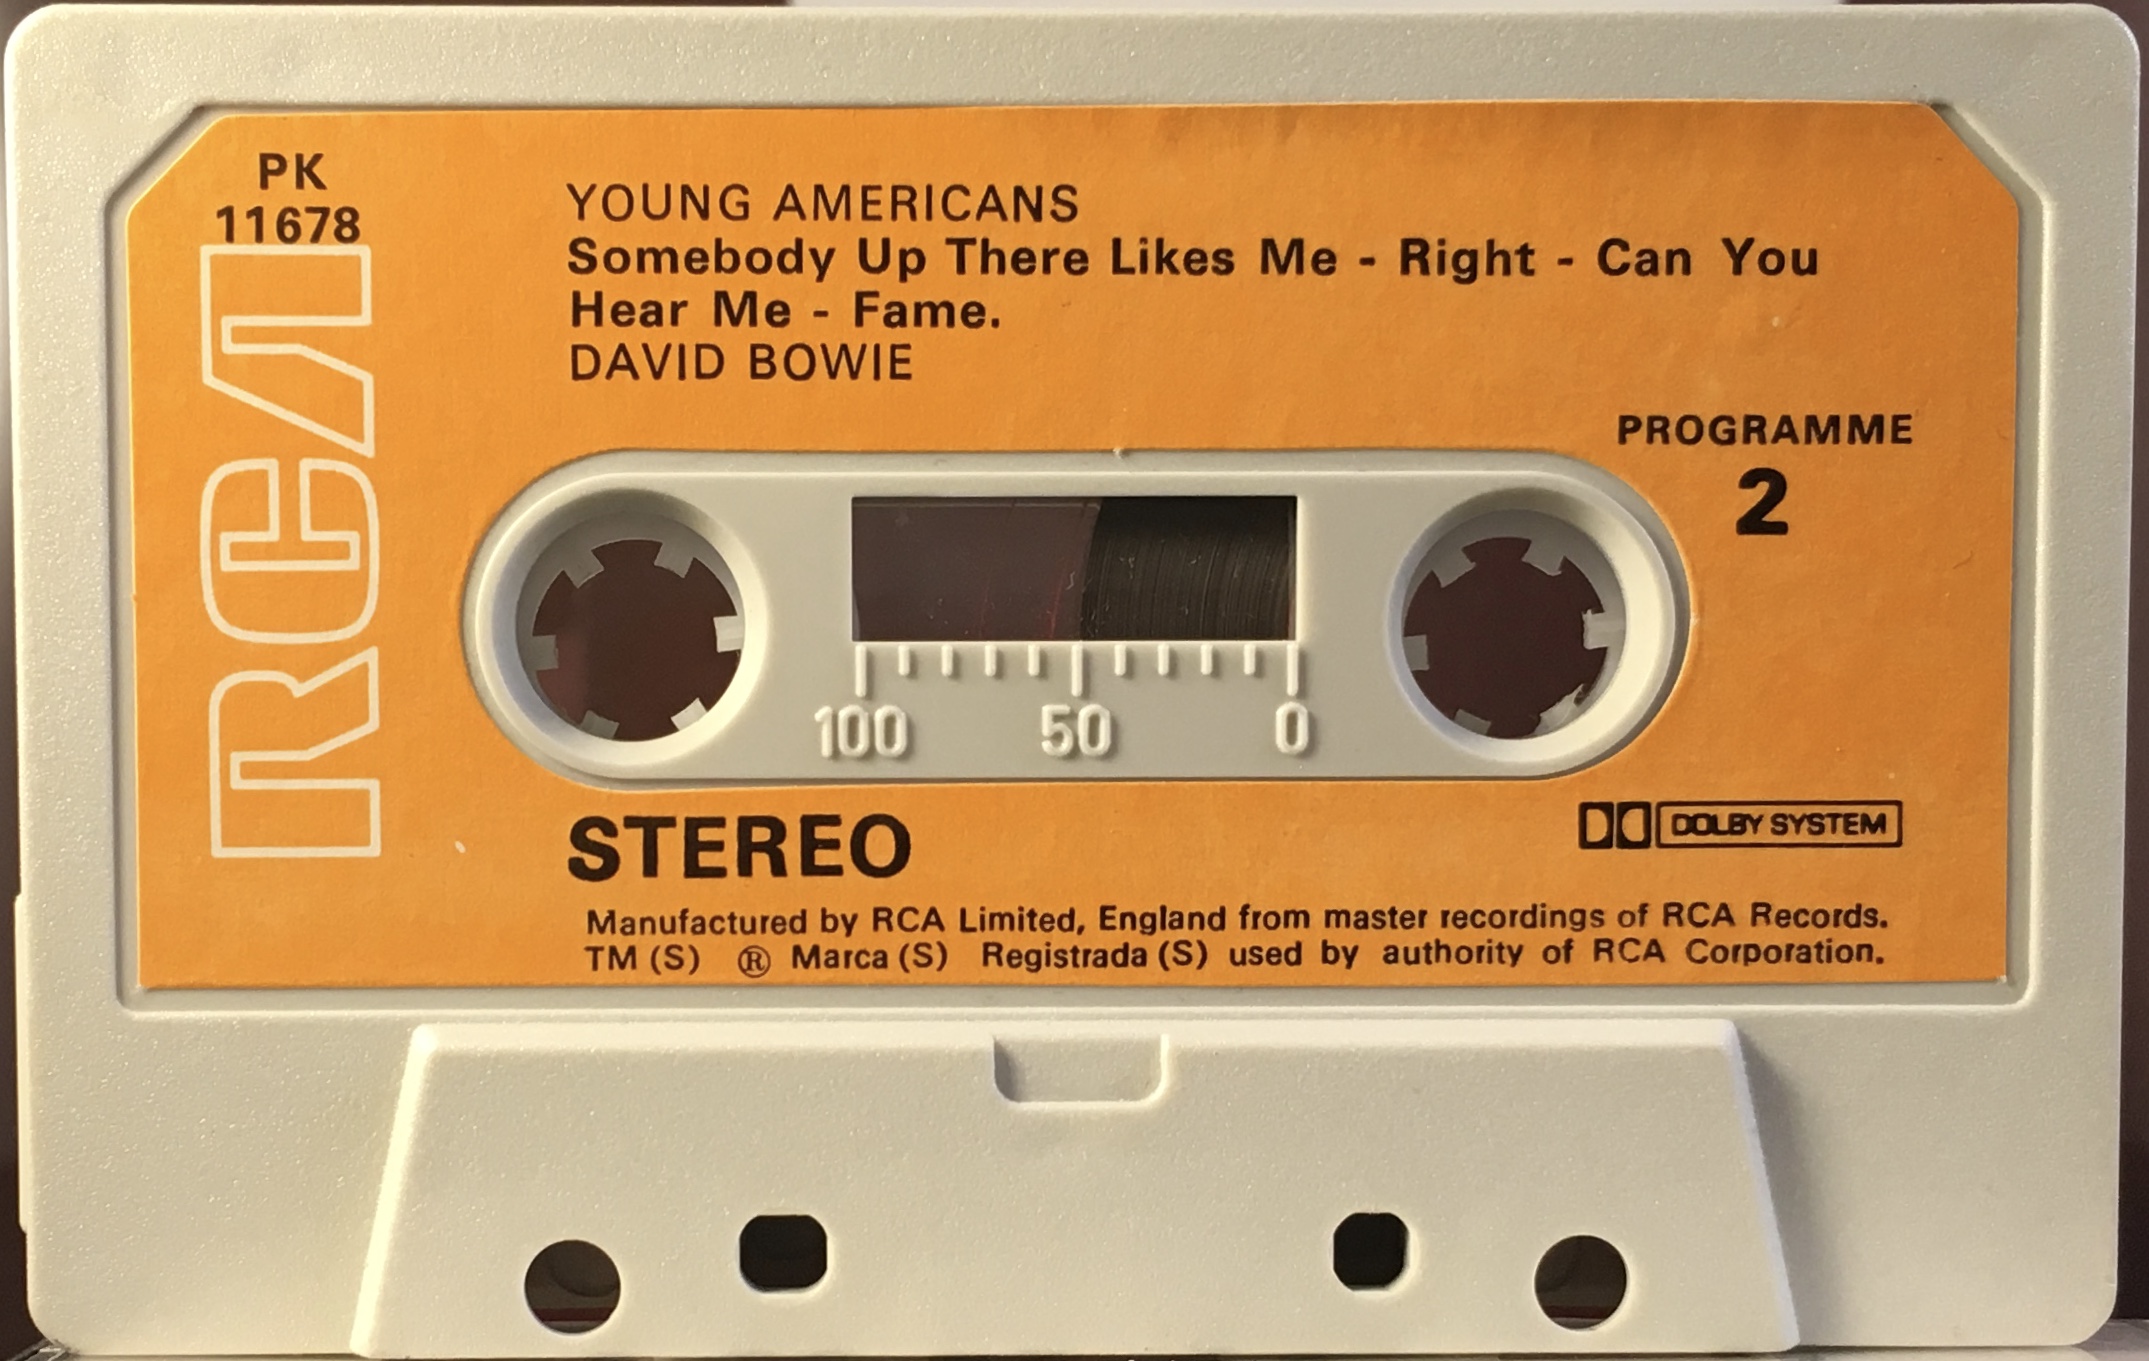 PK
11678
RCA
YOUNG AMERICANS
Somebody Up There Likes Me - Right - Can You
Hear Me - Fame.
DAVID BOWIE
PROGRAMME
2
100 50 0
STEREO
DOLBY SYSTEM
Manufactured by RCA Limited, England from master recordings of RCA Records.
TM (S) ® Marca (S) Registrada (S) used by authority of RCA Corporation.